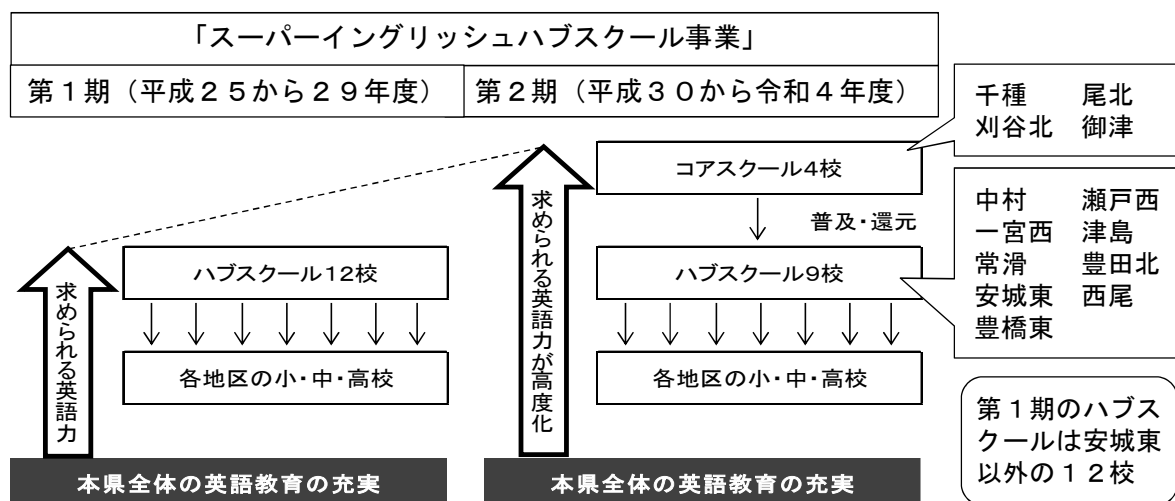 「スーパーイングリッシュハブスクール事業」
第１期（平成２５から２９年度）
第２期（平成３０から令和４年度）
千種　　尾北
刈谷北　御津
コアスクール4校
普及・還元
中村　　瀬戸西
一宮西　津島
常滑　　豊田北
安城東　西尾
豊橋東
ハブスクール12校
ハブスクール9校
各地区の小・中・高校
各地区の小・中・高校
求められる英語力
求められる英語力が高度化
第１期のハブス
クールは安城東
以外の１２校
本県全体の英語教育の充実
本県全体の英語教育の充実